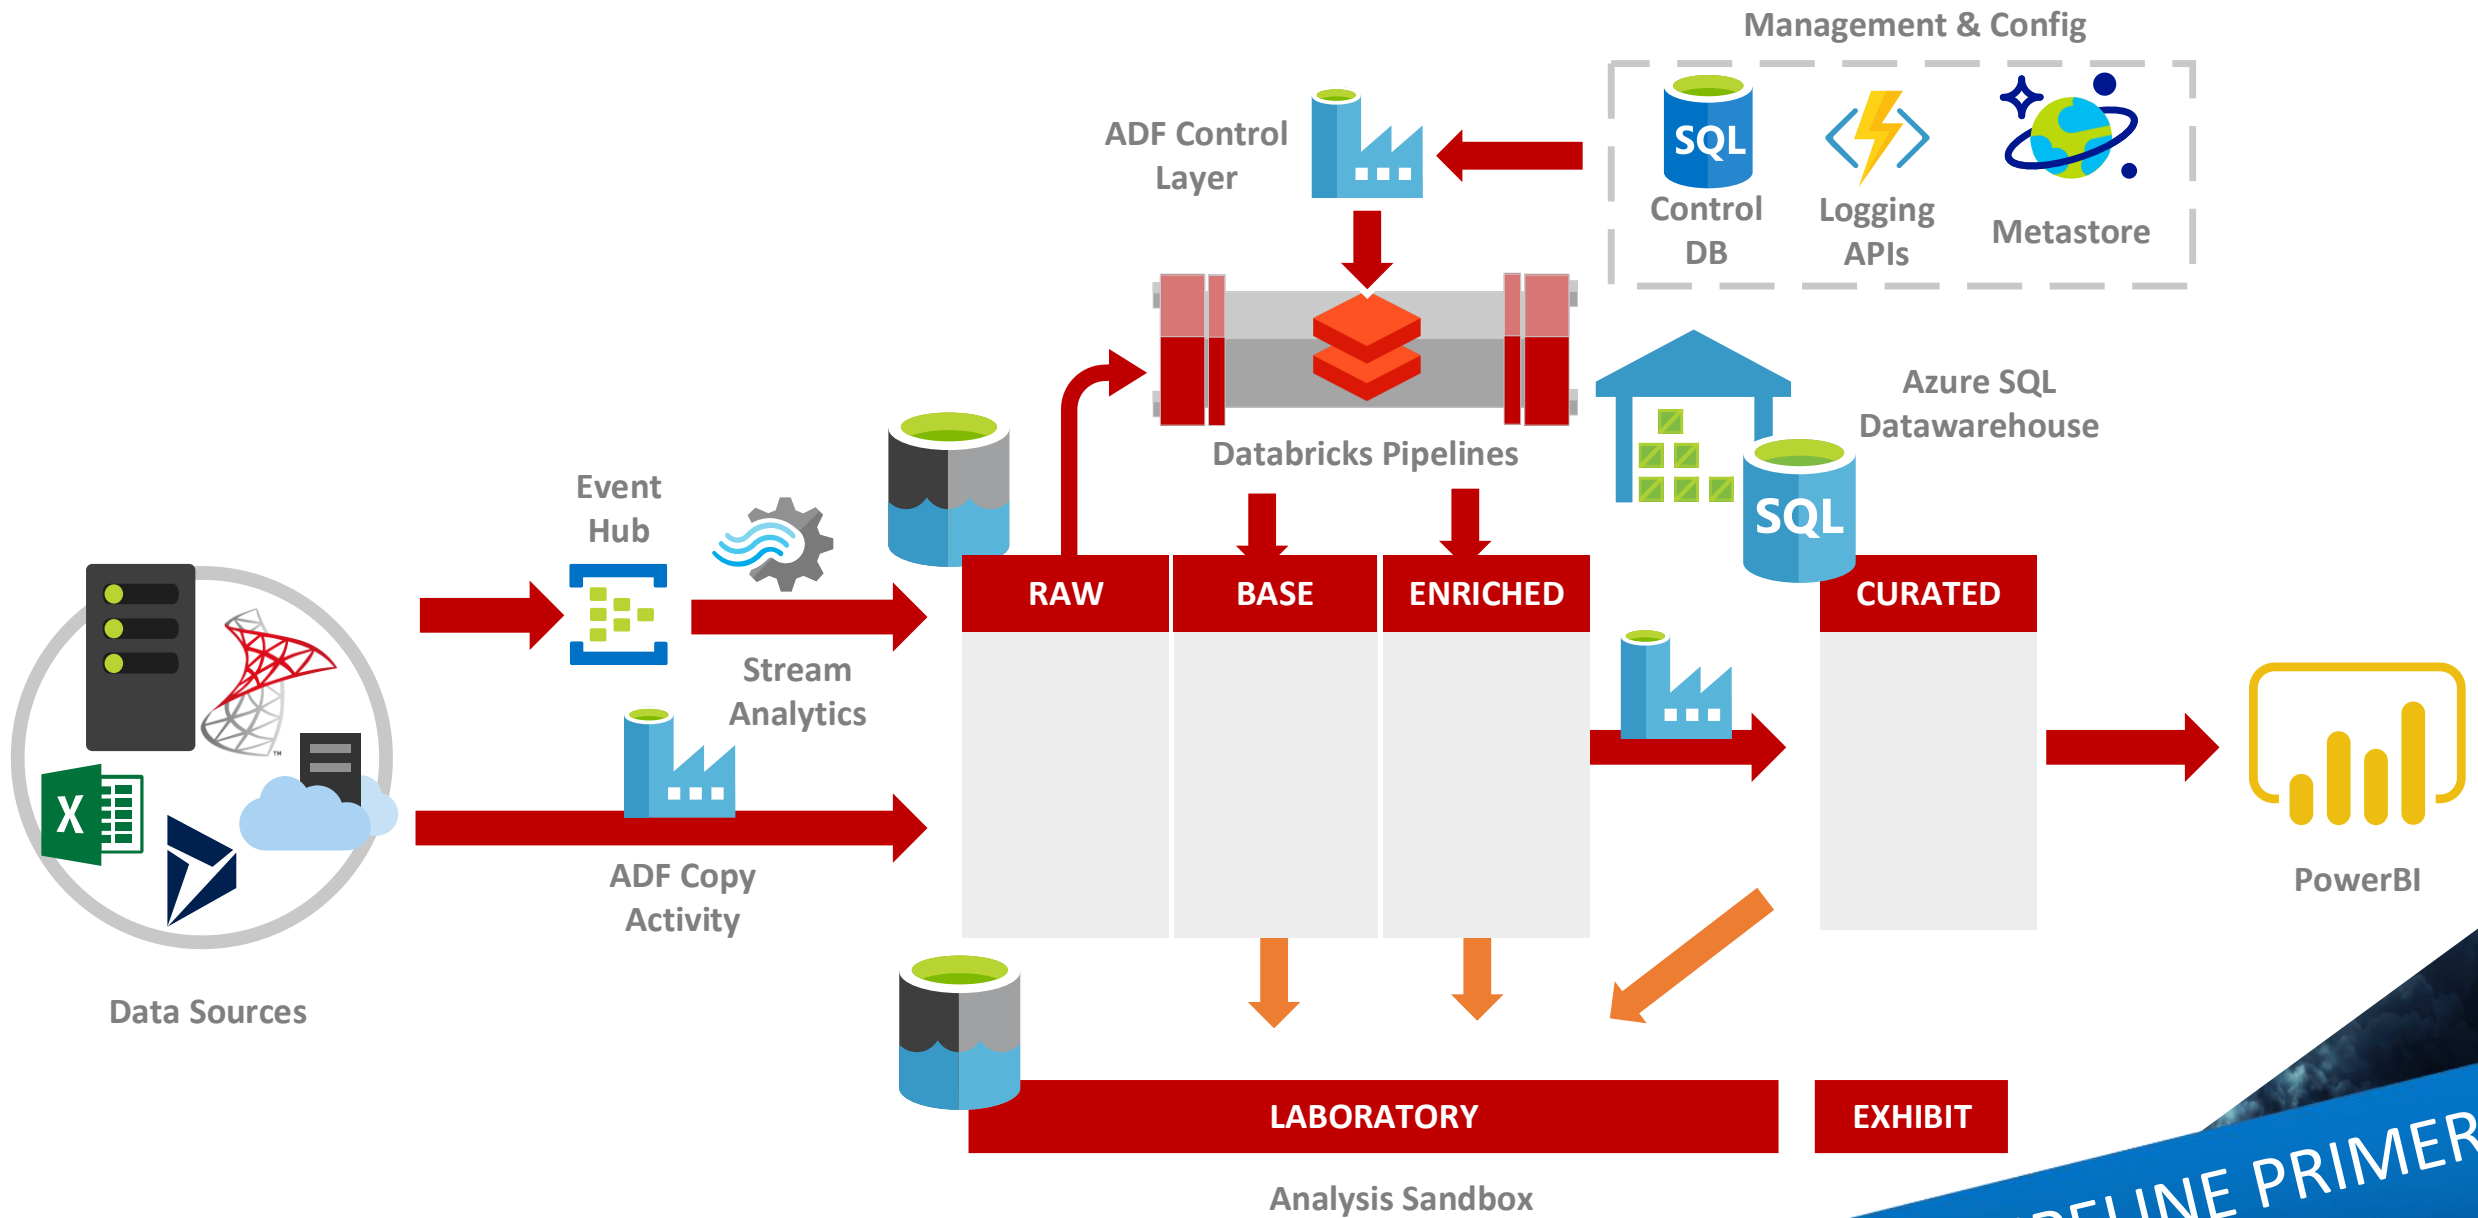 Management & Config
ADF Control
Layer
SQL
Control
DB
Logging
APIs
Metastore
Azure SQL
Datawarehouse
Databricks Pipelines
Event
Hub
SQL
RAW
BASE
ENRICHED
CURATED
Stream
Analytics
TM
X
ADF Copy
Activity
PowerBI
Data Sources
LABORATORY
EXHIBIT
Analysis Sandbox
PRIMER